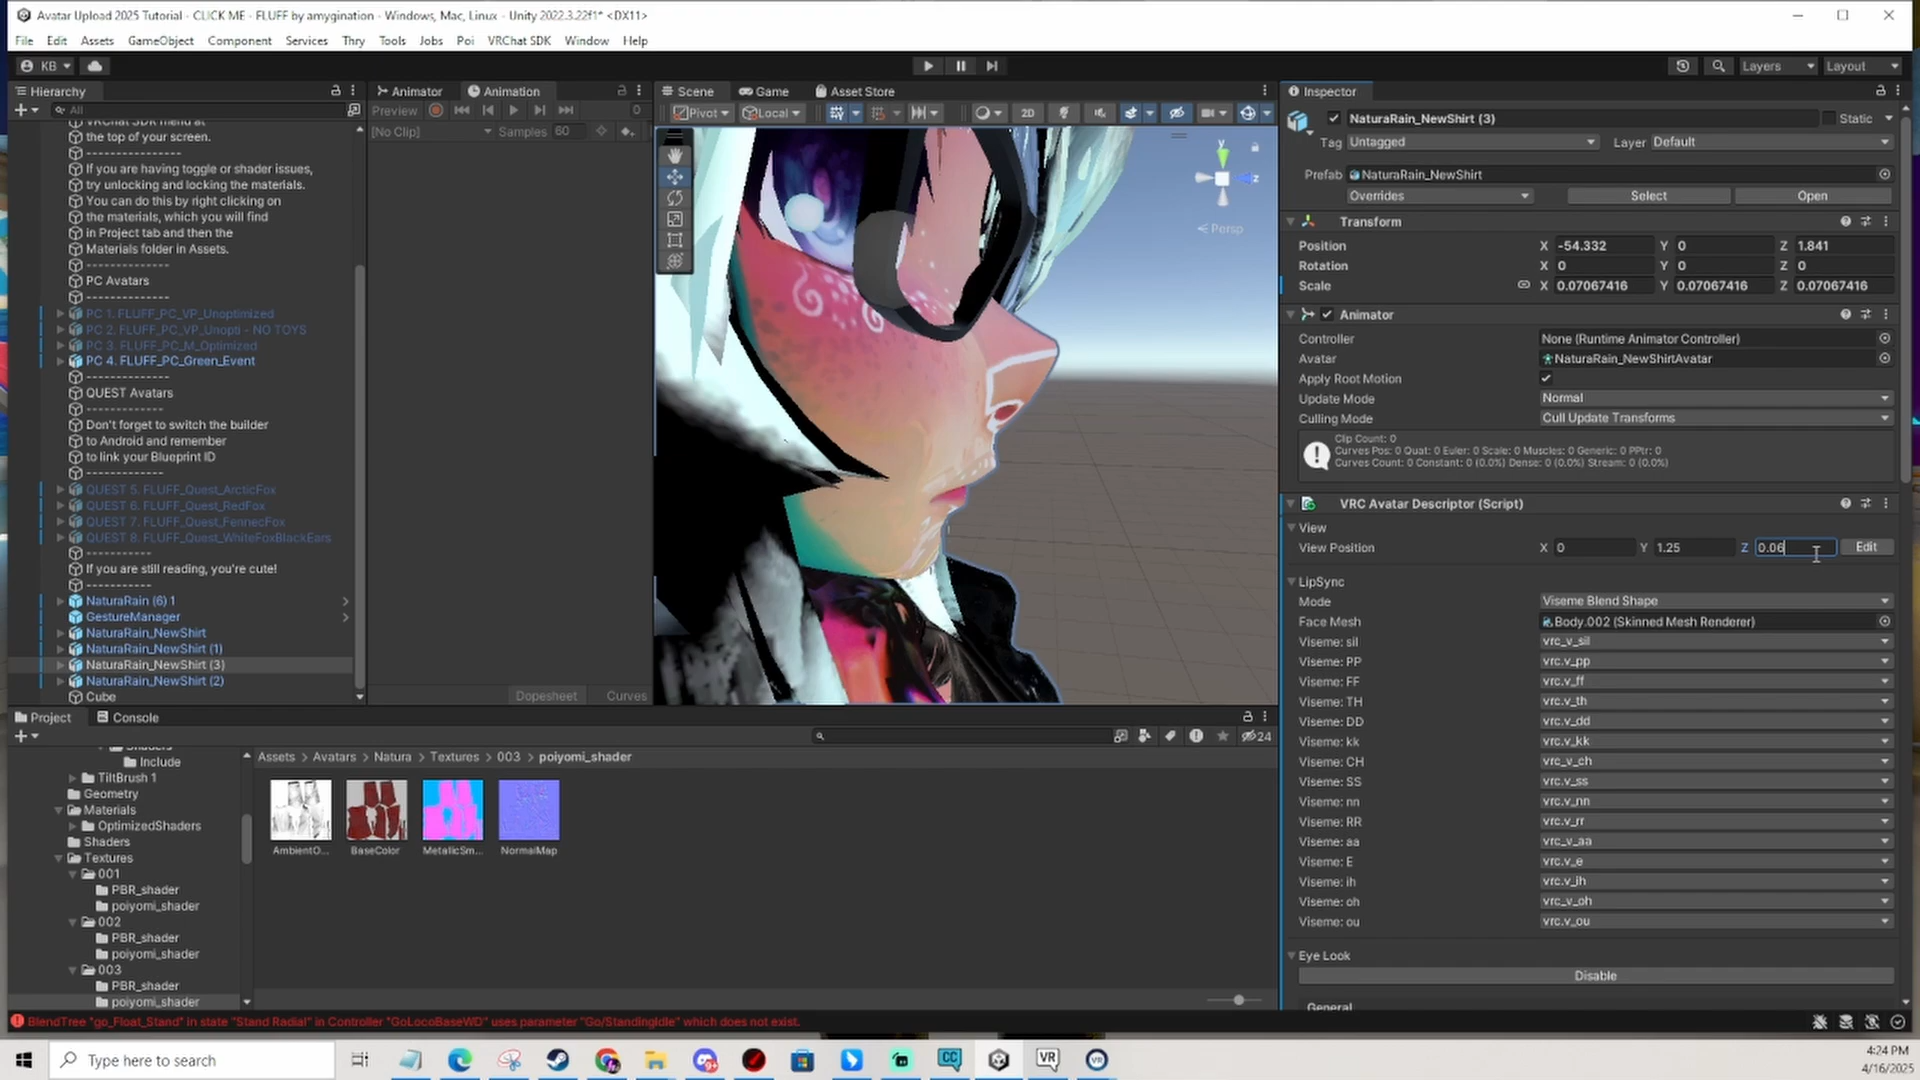 Avatar Upload 2025 Tutorial - CLICK ME - FLUFF by amygination - Windows, Mac, Linux - Unity 2022.3.22f1* <DX11>
File Edit Assets GameObject Component Services Thry Tools Jobs Poi VRChat SDK Window Help
KB Layers Layout
Hierarchy
All
VRChat SDK menu at
the top of your screen.
---------------
If you are having toggle or shader issues,
try unlocking and locking the materials.
You can do this by right clicking on
the materials, which you will find
in Project tab and then the
Materials folder in Assets.
-------------
PC Avatars
-------------
PC 1. FLUFF_PC_VP_Unoptimized
PC 2. FLUFF_PC_VP_Unopti - NO TOYS
PC 3. FLUFF_PC_M_Optimized
PC 4. FLUFF_PC_Green_Event
-------------
QUEST Avatars
-------------
Don't forget to switch the builder
to Android and remember
to link your Blueprint ID
------------
QUEST 5. FLUFF_Quest_ArcticFox
QUEST 6. FLUFF_Quest_RedFox
QUEST 7. FLUFF_Quest_FennecFox
QUEST 8. FLUFF_Quest_WhiteFoxBlackEars
-----------
If you are still reading, you're cute!
-----------
NaturaRain (6) 1
GestureManager
NaturaRain_NewShirt
NaturaRain_NewShirt (1)
NaturaRain_NewShirt (3)
NaturaRain_NewShirt (2)
Cube
Animator Animation
Preview 0
[No Clip] Samples 60
Dopesheet Curves
Scene Game Asset Store
Pivot Local 2D
y
z
Persp
Inspector
NaturaRain_NewShirt (3) Static
Tag Untagged Layer Default
Prefab NaturaRain_NewShirt
Overrides Select Open
Transform
Position X -54.332 Y 0 Z 1.841
Rotation X 0 Y 0 Z 0
Scale X 0.07067416 Y 0.07067416 Z 0.07067416
Animator
Controller None (Runtime Animator Controller)
Avatar NaturaRain_NewShirtAvatar
Apply Root Motion
Update Mode Normal
Culling Mode Cull Update Transforms
Clip Count: 0
Curves Pos: 0 Quat: 0 Euler: 0 Scale: 0 Muscles: 0 Generic: 0 PPtr: 0
Curves Count: 0 Constant: 0 (0.0%) Dense: 0 (0.0%) Stream: 0 (0.0%)
VRC Avatar Descriptor (Script)
View
View Position X 0 Y 1.25 Z 0.06 Edit
LipSync
Mode Viseme Blend Shape
Face Mesh Body.002 (Skinned Mesh Renderer)
Viseme: sil vrc_v_sil
Viseme: PP vrc.v_pp
Viseme: FF vrc.v_ff
Viseme: TH vrc.v_th
Viseme: DD vrc.v_dd
Viseme: kk vrc.v_kk
Viseme: CH vrc_v_ch
Viseme: SS vrc.v_ss
Viseme: nn vrc.v_nn
Viseme: RR vrc.v_rr
Viseme: aa vrc_v_aa
Viseme: E vrc.v_e
Viseme: ih vrc.v_ih
Viseme: oh vrc_v_oh
Viseme: ou vrc.v_ou
Eye Look
Disable
General
Project Console
24
Shaders
Include
TiltBrush 1
Geometry
Materials
OptimizedShaders
Shaders
Textures
001
PBR_shader
poiyomi_shader
002
PBR_shader
poiyomi_shader
003
PBR_shader
poiyomi_shader
Assets > Avatars > Natura > Textures > 003 > poiyomi_shader
AmbientO... BaseColor MetallicSm... NormalMap
BlendTree "go_Float_Stand" in state "Stand Radial" in Controller "GoLocoBaseWD" uses parameter "Go/StandingIdle" which does not exist.
Type here to search
CC VR
4:24 PM
4/16/2025